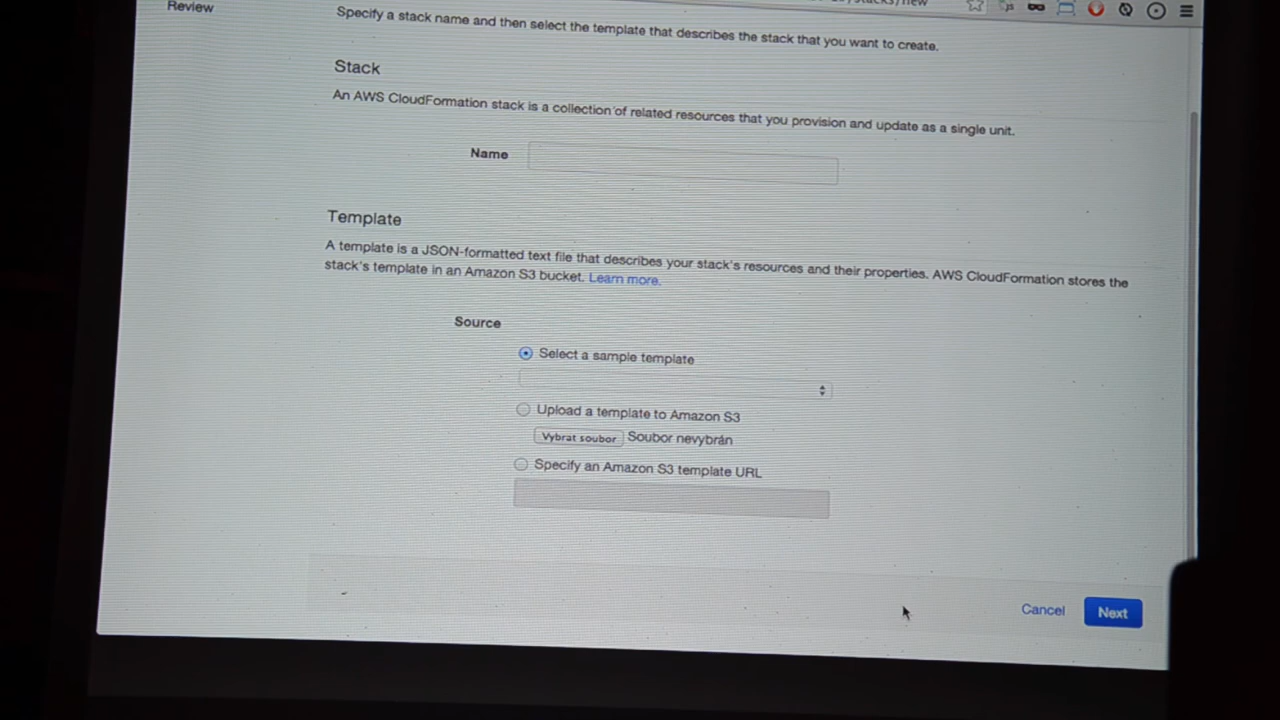 Review
Specify a stack name and then select the template that describes the stack that you want to create.
Stack
An AWS CloudFormation stack is a collection of related resources that you provision and update as a single unit.
Name
Template
A template is a JSON-formatted text file that describes your stack's resources and their properties. AWS CloudFormation stores the
stack's template in an Amazon S3 bucket. Learn more.
Source
Select a sample template
Upload a template to Amazon S3
Vybrat soubor Soubor nevybrán
Specify an Amazon S3 template URL
Cancel Next